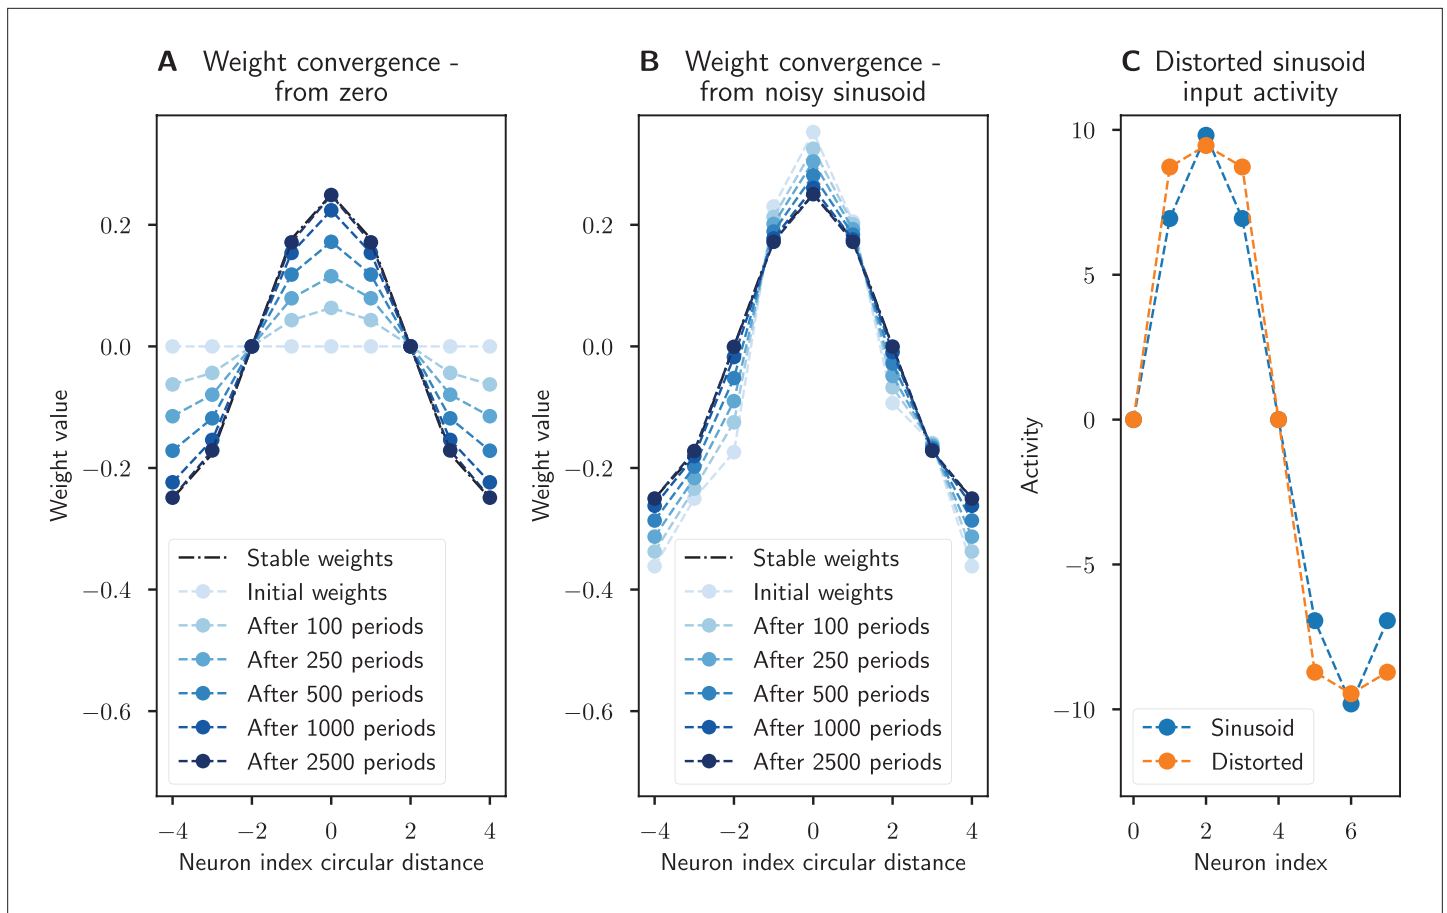 A Weight convergence -
from zero
0.2
0.0
−0.2
−0.4
−0.6
Weight value
Stable weights
Initial weights
After 100 periods
After 250 periods
After 500 periods
After 1000 periods
After 2500 periods
−4 −2 0 2 4
Neuron index circular distance
B Weight convergence -
from noisy sinusoid
0.2
0.0
−0.2
−0.4
−0.6
Weight value
Stable weights
Initial weights
After 100 periods
After 250 periods
After 500 periods
After 1000 periods
After 2500 periods
−4 −2 0 2 4
Neuron index circular distance
C Distorted sinusoid
input activity
10
5
0
−5
−10
Activity
Sinusoid
Distorted
0 2 4 6
Neuron index